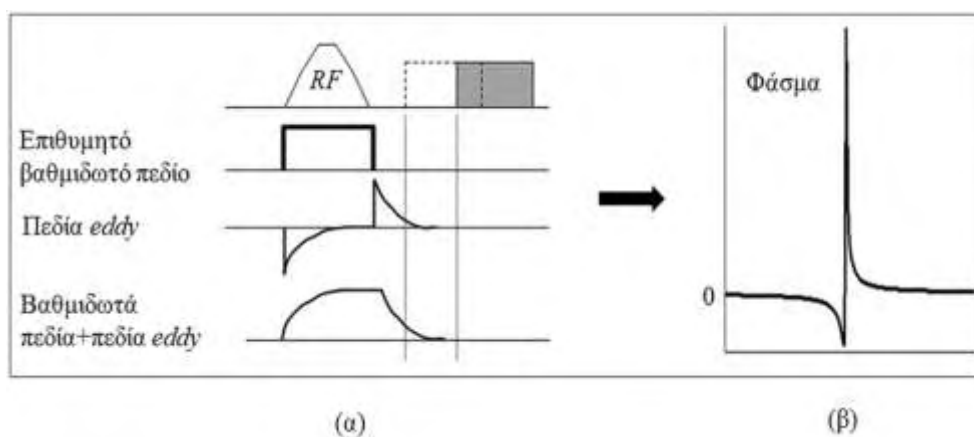 RF
Επιθυμητό
βαθμιδωτό πεδίο
Πεδία eddy
Βαθμιδωτά
πεδία+πεδία eddy
Φάσμα
0
(α)
(β)